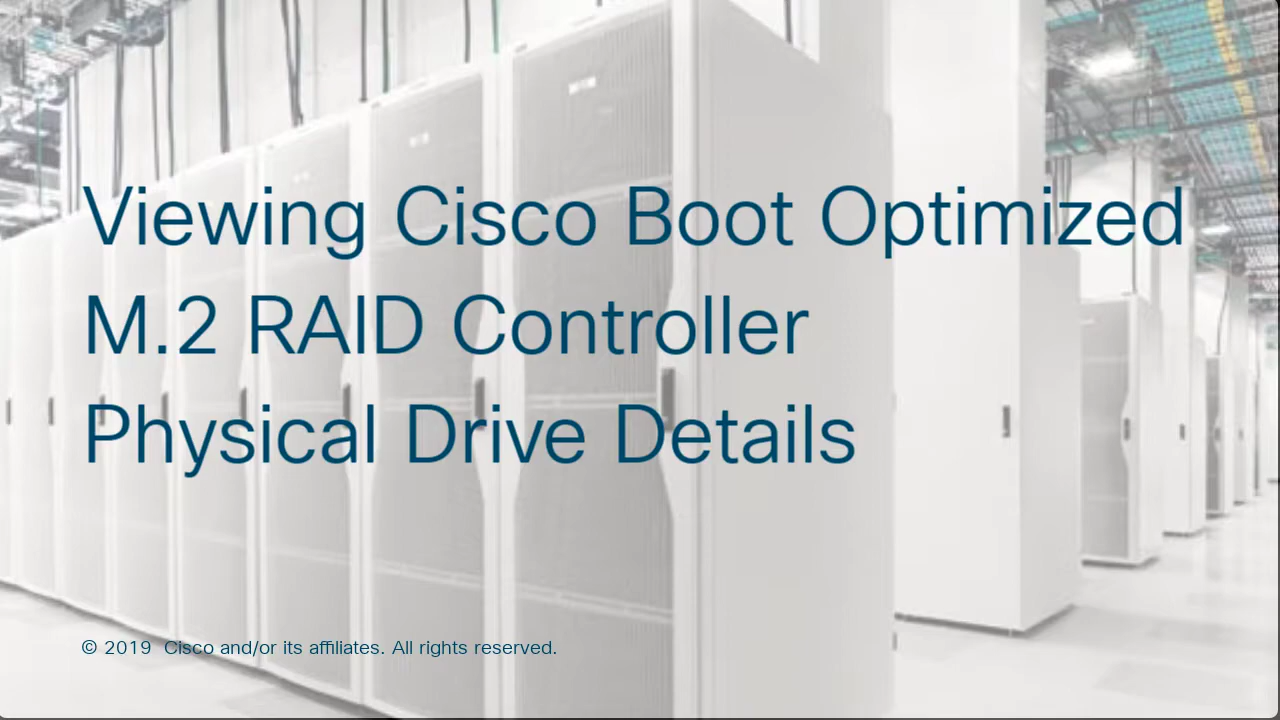 Viewing Cisco Boot Optimized
M.2 RAID Controller
Physical Drive Details
© 2019 Cisco and/or its affiliates. All rights reserved.